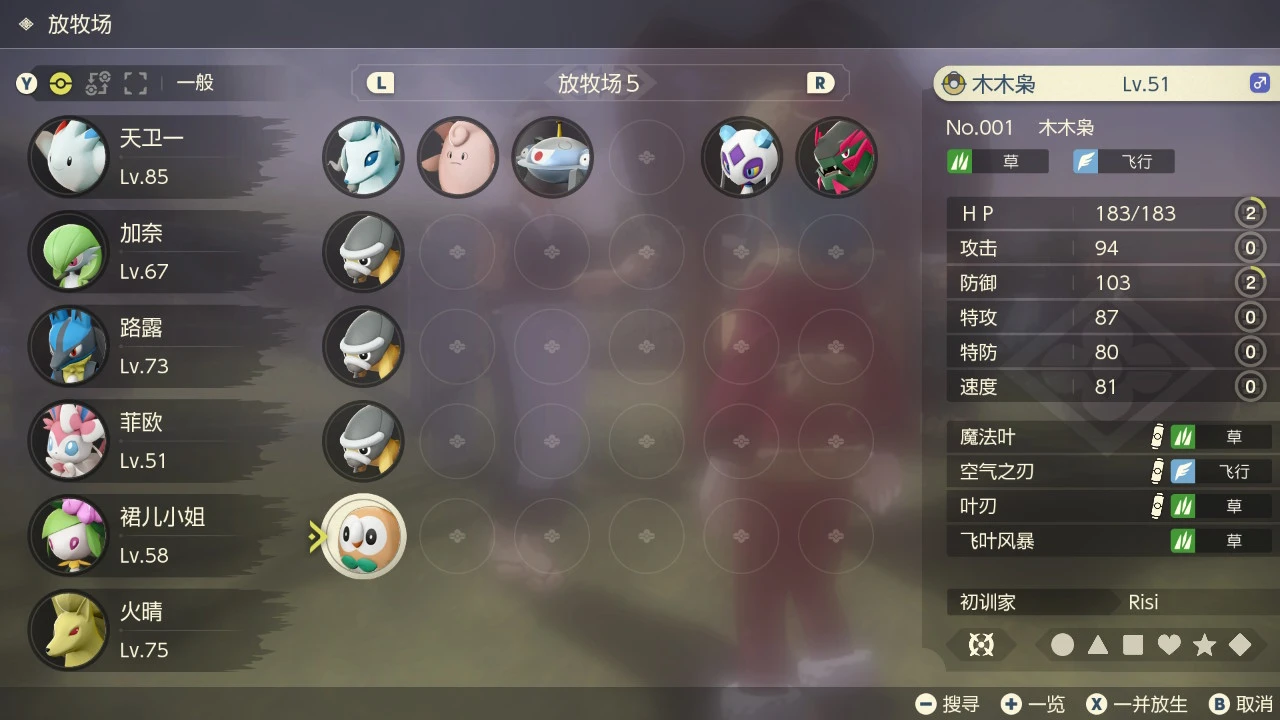 放牧场
Y 一般
L 放牧场 5 R
天卫一
Lv.85
加奈
Lv.67
路露
Lv.73
菲欧
Lv.51
裙儿小姐
Lv.58
火晴
Lv.75
木木枭 Lv.51 ♂
No.001 木木枭
草 飞行
HP 183/183 2
攻击 94 0
防御 103 2
特攻 87 0
特防 80 0
速度 81 0
魔法叶 草
空气之刃 飞行
叶刃 草
飞叶风暴 草
初训家 Risi
搜寻 一览 X 一并放生 B 取消